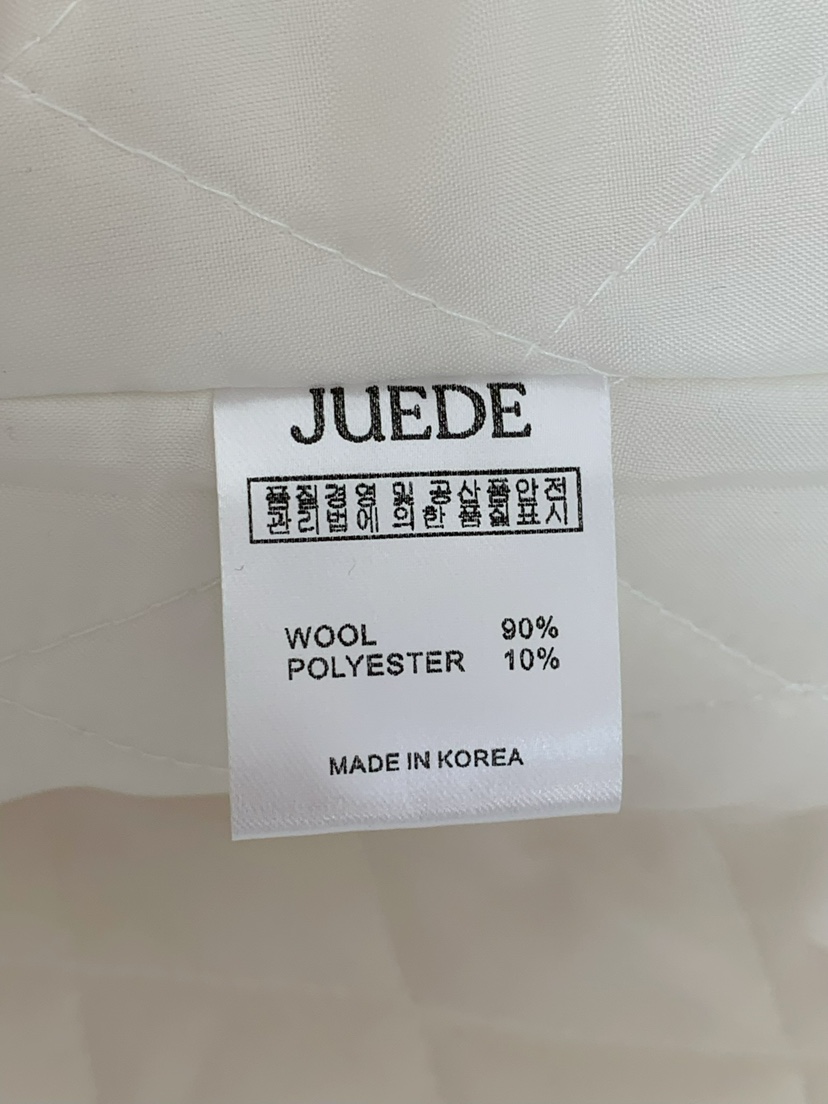 JUEDE
품질경영 및 공산품안전
관리법에 의한 품질표시
WOOL 90%
POLYESTER 10%
MADE IN KOREA